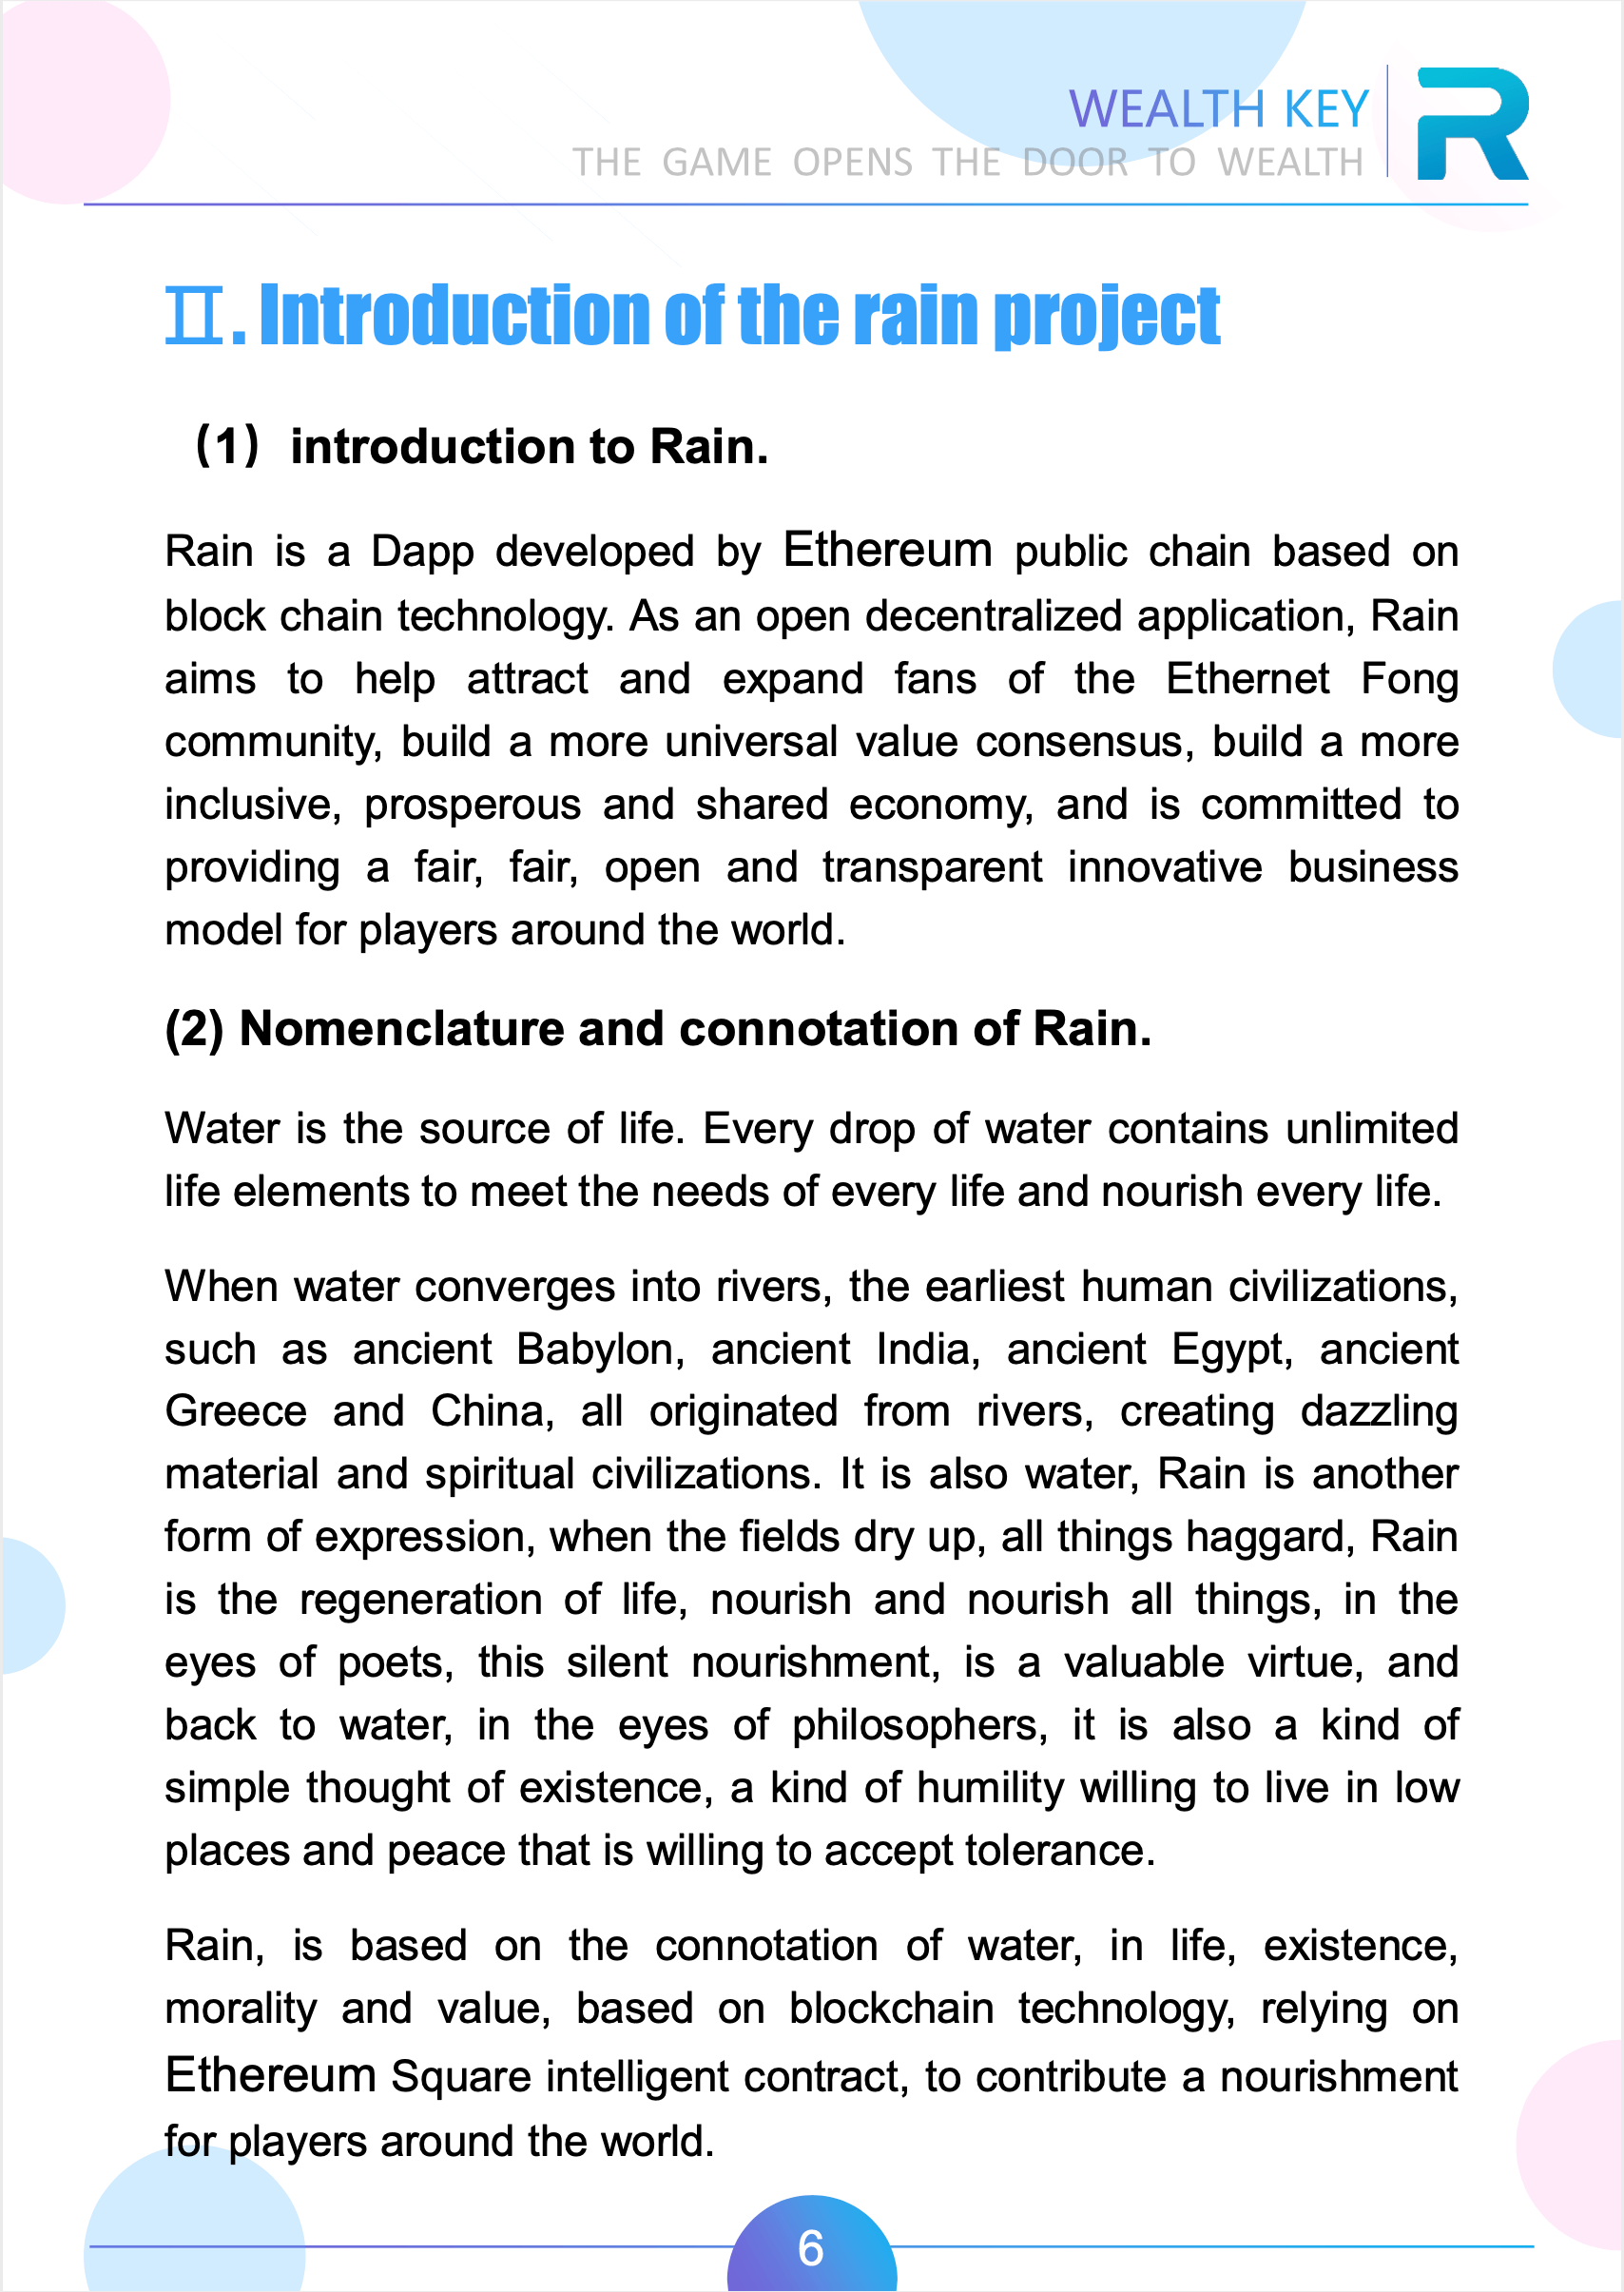 WEALTH KEY
THE GAME OPENS THE DOOR TO WEALTH
R
II. Introduction of the rain project
(1) introduction to Rain.
Rain is a Dapp developed by Ethereum public chain based on
block chain technology. As an open decentralized application, Rain
aims to help attract and expand fans of the Ethernet Fong
community, build a more universal value consensus, build a more
inclusive, prosperous and shared economy, and is committed to
providing a fair, fair, open and transparent innovative business
model for players around the world.
(2) Nomenclature and connotation of Rain.
Water is the source of life. Every drop of water contains unlimited
life elements to meet the needs of every life and nourish every life.
When water converges into rivers, the earliest human civilizations,
such as ancient Babylon, ancient India, ancient Egypt, ancient
Greece and China, all originated from rivers, creating dazzling
material and spiritual civilizations. It is also water, Rain is another
form of expression, when the fields dry up, all things haggard, Rain
is the regeneration of life, nourish and nourish all things, in the
eyes of poets, this silent nourishment, is a valuable virtue, and
back to water, in the eyes of philosophers, it is also a kind of
simple thought of existence, a kind of humility willing to live in low
places and peace that is willing to accept tolerance.
Rain, is based on the connotation of water, in life, existence,
morality and value, based on blockchain technology, relying on
Ethereum Square intelligent contract, to contribute a nourishment
for players around the world.
6